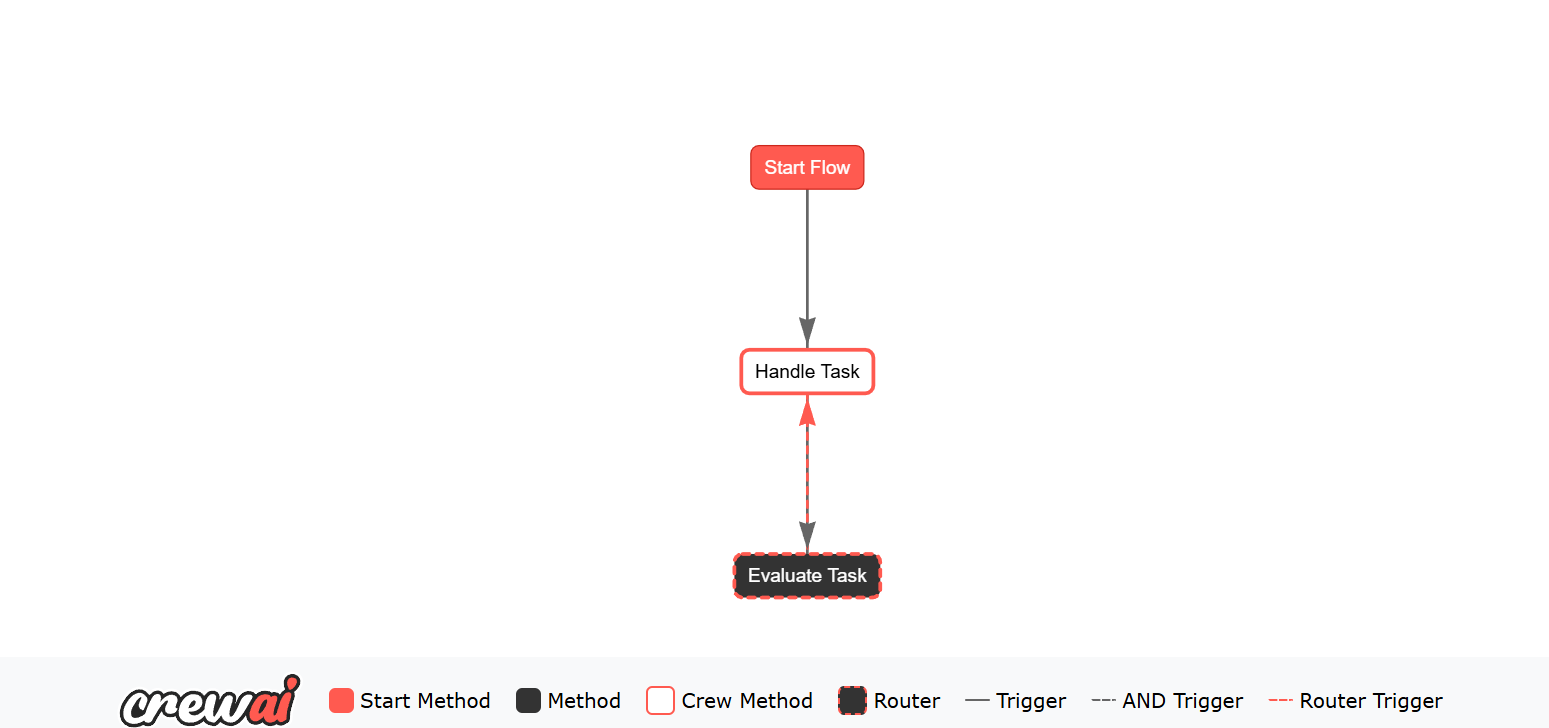 Start Flow
Handle Task
Evaluate Task
crewai Start Method Method Crew Method Router Trigger AND Trigger Router Trigger